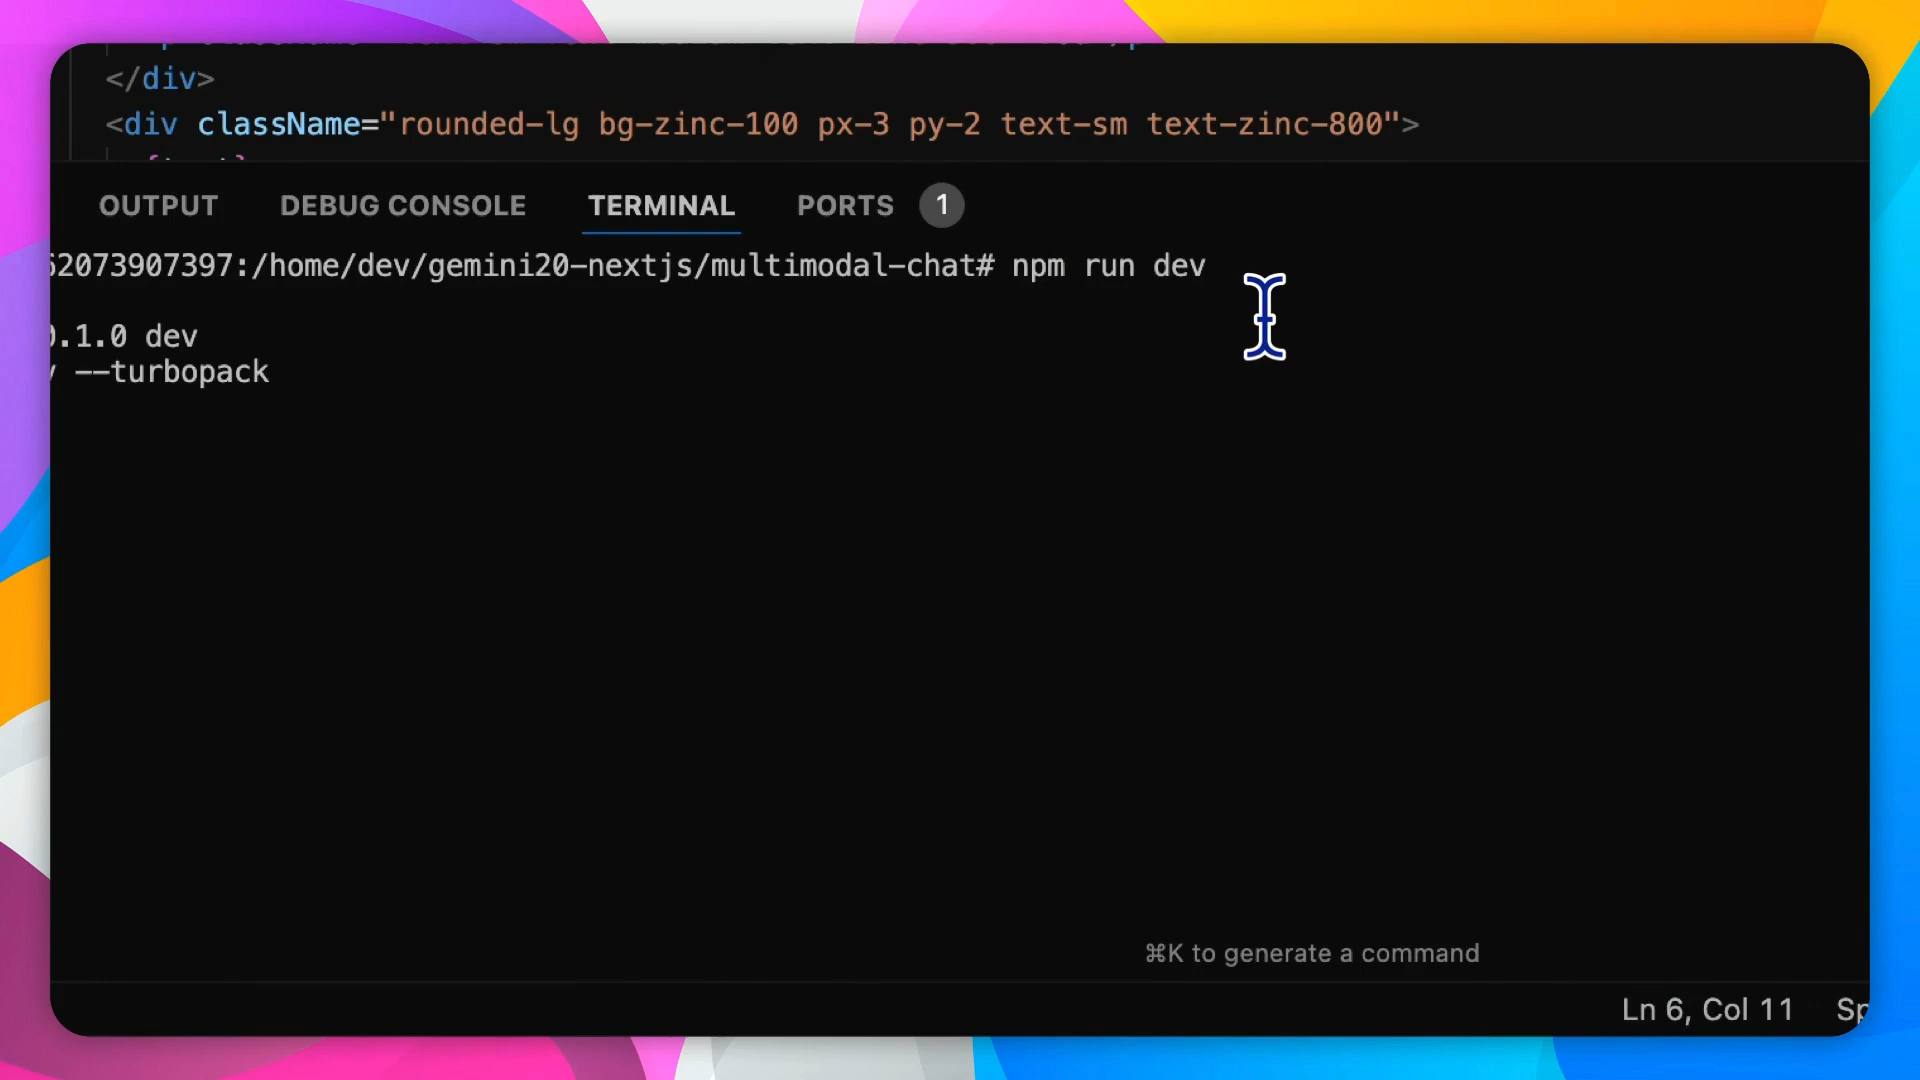 </div>
<div className="rounded-lg bg-zinc-100 px-3 py-2 text-sm text-zinc-800">
OUTPUT DEBUG CONSOLE TERMINAL PORTS 1
62073907397:/home/dev/gemini20-nextjs/multimodal-chat# npm run dev
.1.0 dev
--turbopack
⌘K to generate a command
Ln 6, Col 11 Sp